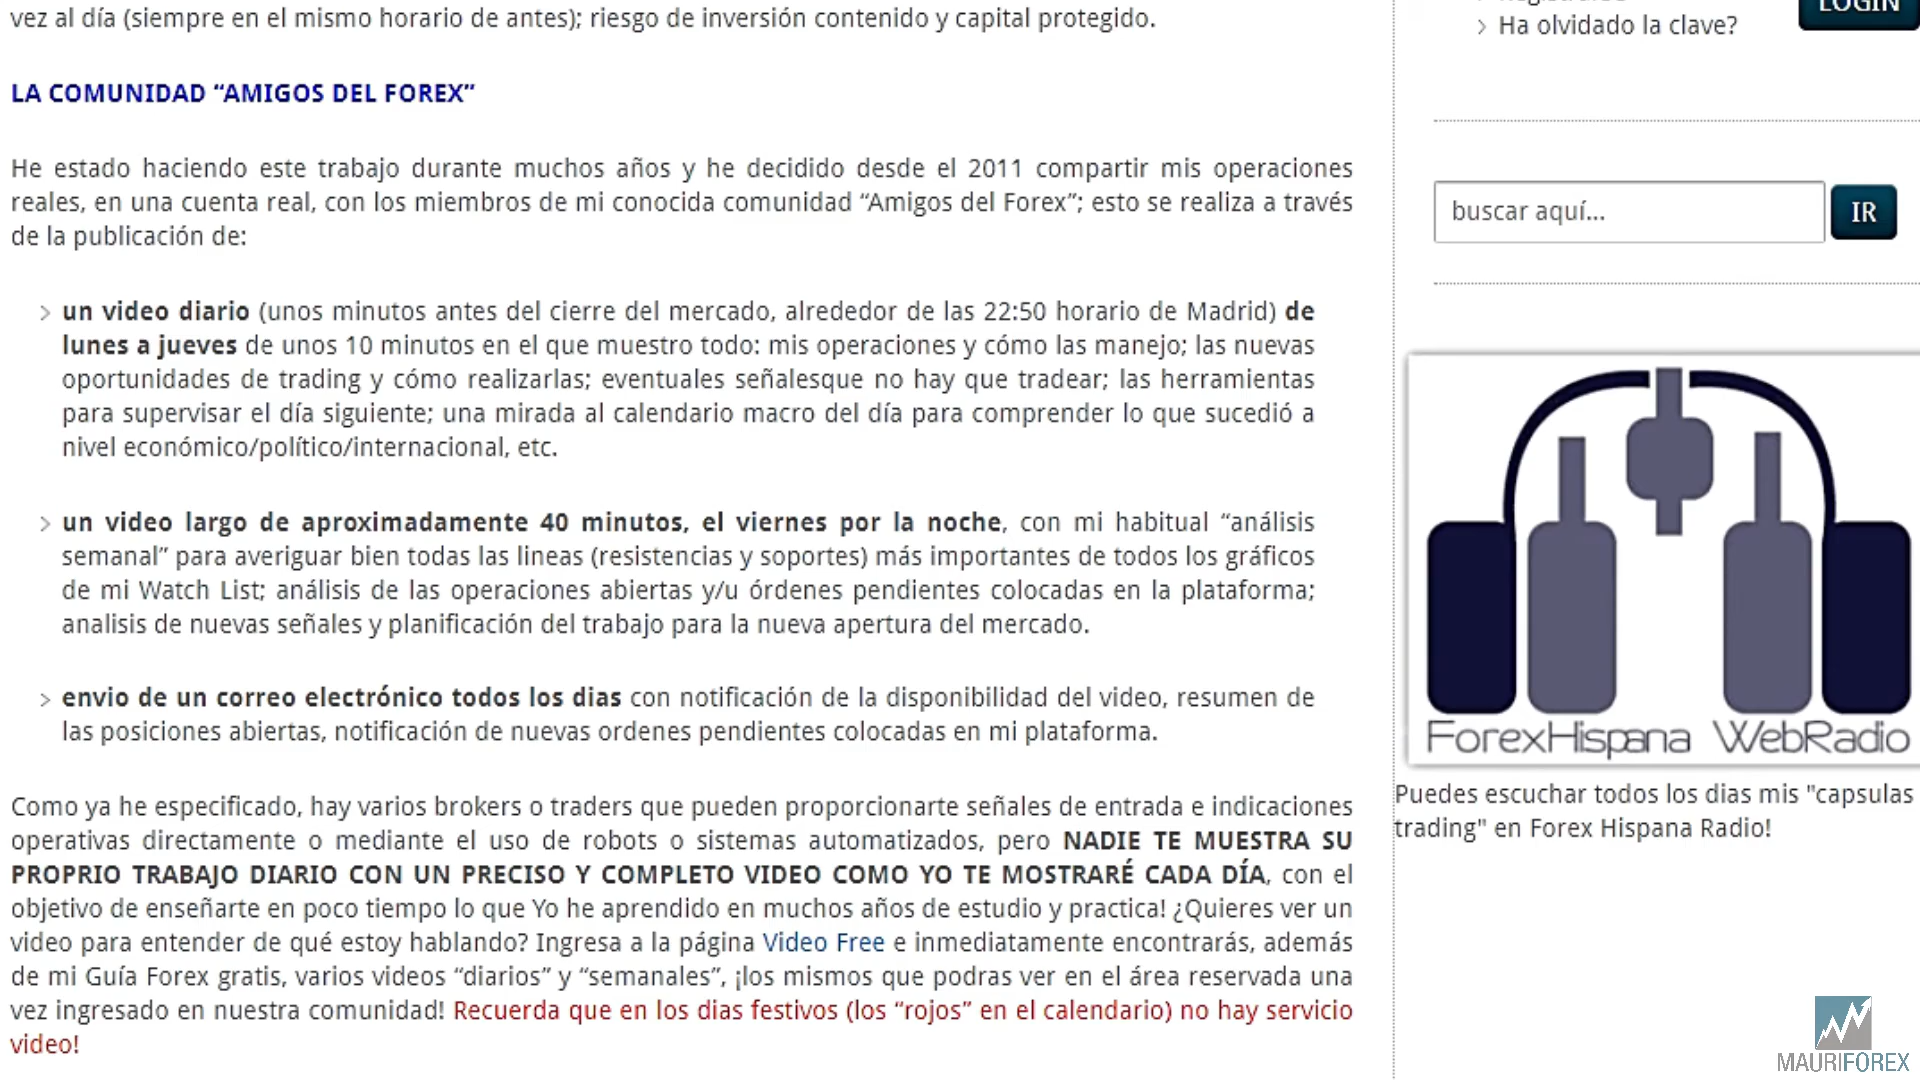 vez al día (siempre en el mismo horario de antes); riesgo de inversión contenido y capital protegido.
LA COMUNIDAD “AMIGOS DEL FOREX”
He estado haciendo este trabajo durante muchos años y he decidido desde el 2011 compartir mis operaciones
reales, en una cuenta real, con los miembros de mi conocida comunidad “Amigos del Forex”; esto se realiza a través
de la publicación de:
un video diario (unos minutos antes del cierre del mercado, alrededor de las 22:50 horario de Madrid) de
lunes a jueves de unos 10 minutos en el que muestro todo: mis operaciones y cómo las manejo; las nuevas
oportunidades de trading y cómo realizarlas; eventuales señalesque no hay que tradear; las herramientas
para supervisar el día siguiente; una mirada al calendario macro del día para comprender lo que sucedió a
nivel económico/político/internacional, etc.
un video largo de aproximadamente 40 minutos, el viernes por la noche, con mi habitual “análisis
semanal” para averiguar bien todas las lineas (resistencias y soportes) más importantes de todos los gráficos
de mi Watch List; análisis de las operaciones abiertas y/u órdenes pendientes colocadas en la plataforma;
analisis de nuevas señales y planificación del trabajo para la nueva apertura del mercado.
envio de un correo electrónico todos los dias con notificación de la disponibilidad del video, resumen de
las posiciones abiertas, notificación de nuevas ordenes pendientes colocadas en mi plataforma.
Como ya he especificado, hay varios brokers o traders que pueden proporcionarte señales de entrada e indicaciones
operativas directamente o mediante el uso de robots o sistemas automatizados, pero NADIE TE MUESTRA SU
PROPRIO TRABAJO DIARIO CON UN PRECISO Y COMPLETO VIDEO COMO YO TE MOSTRARÉ CADA DÍA, con el
objetivo de enseñarte en poco tiempo lo que Yo he aprendido en muchos años de estudio y practica! ¿Quieres ver un
video para entender de qué estoy hablando? Ingresa a la página Video Free e inmediatamente encontrarás, además
de mi Guía Forex gratis, varios videos “diarios” y “semanales”, ¡los mismos que podras ver en el área reservada una
vez ingresado en nuestra comunidad! Recuerda que en los dias festivos (los “rojos” en el calendario) no hay servicio
video!
LOGIN
Ha olvidado la clave?
buscar aquí...
IR
ForexHispana WebRadio
Puedes escuchar todos los dias mis "capsulas
trading" en Forex Hispana Radio!
MAURIFOREX